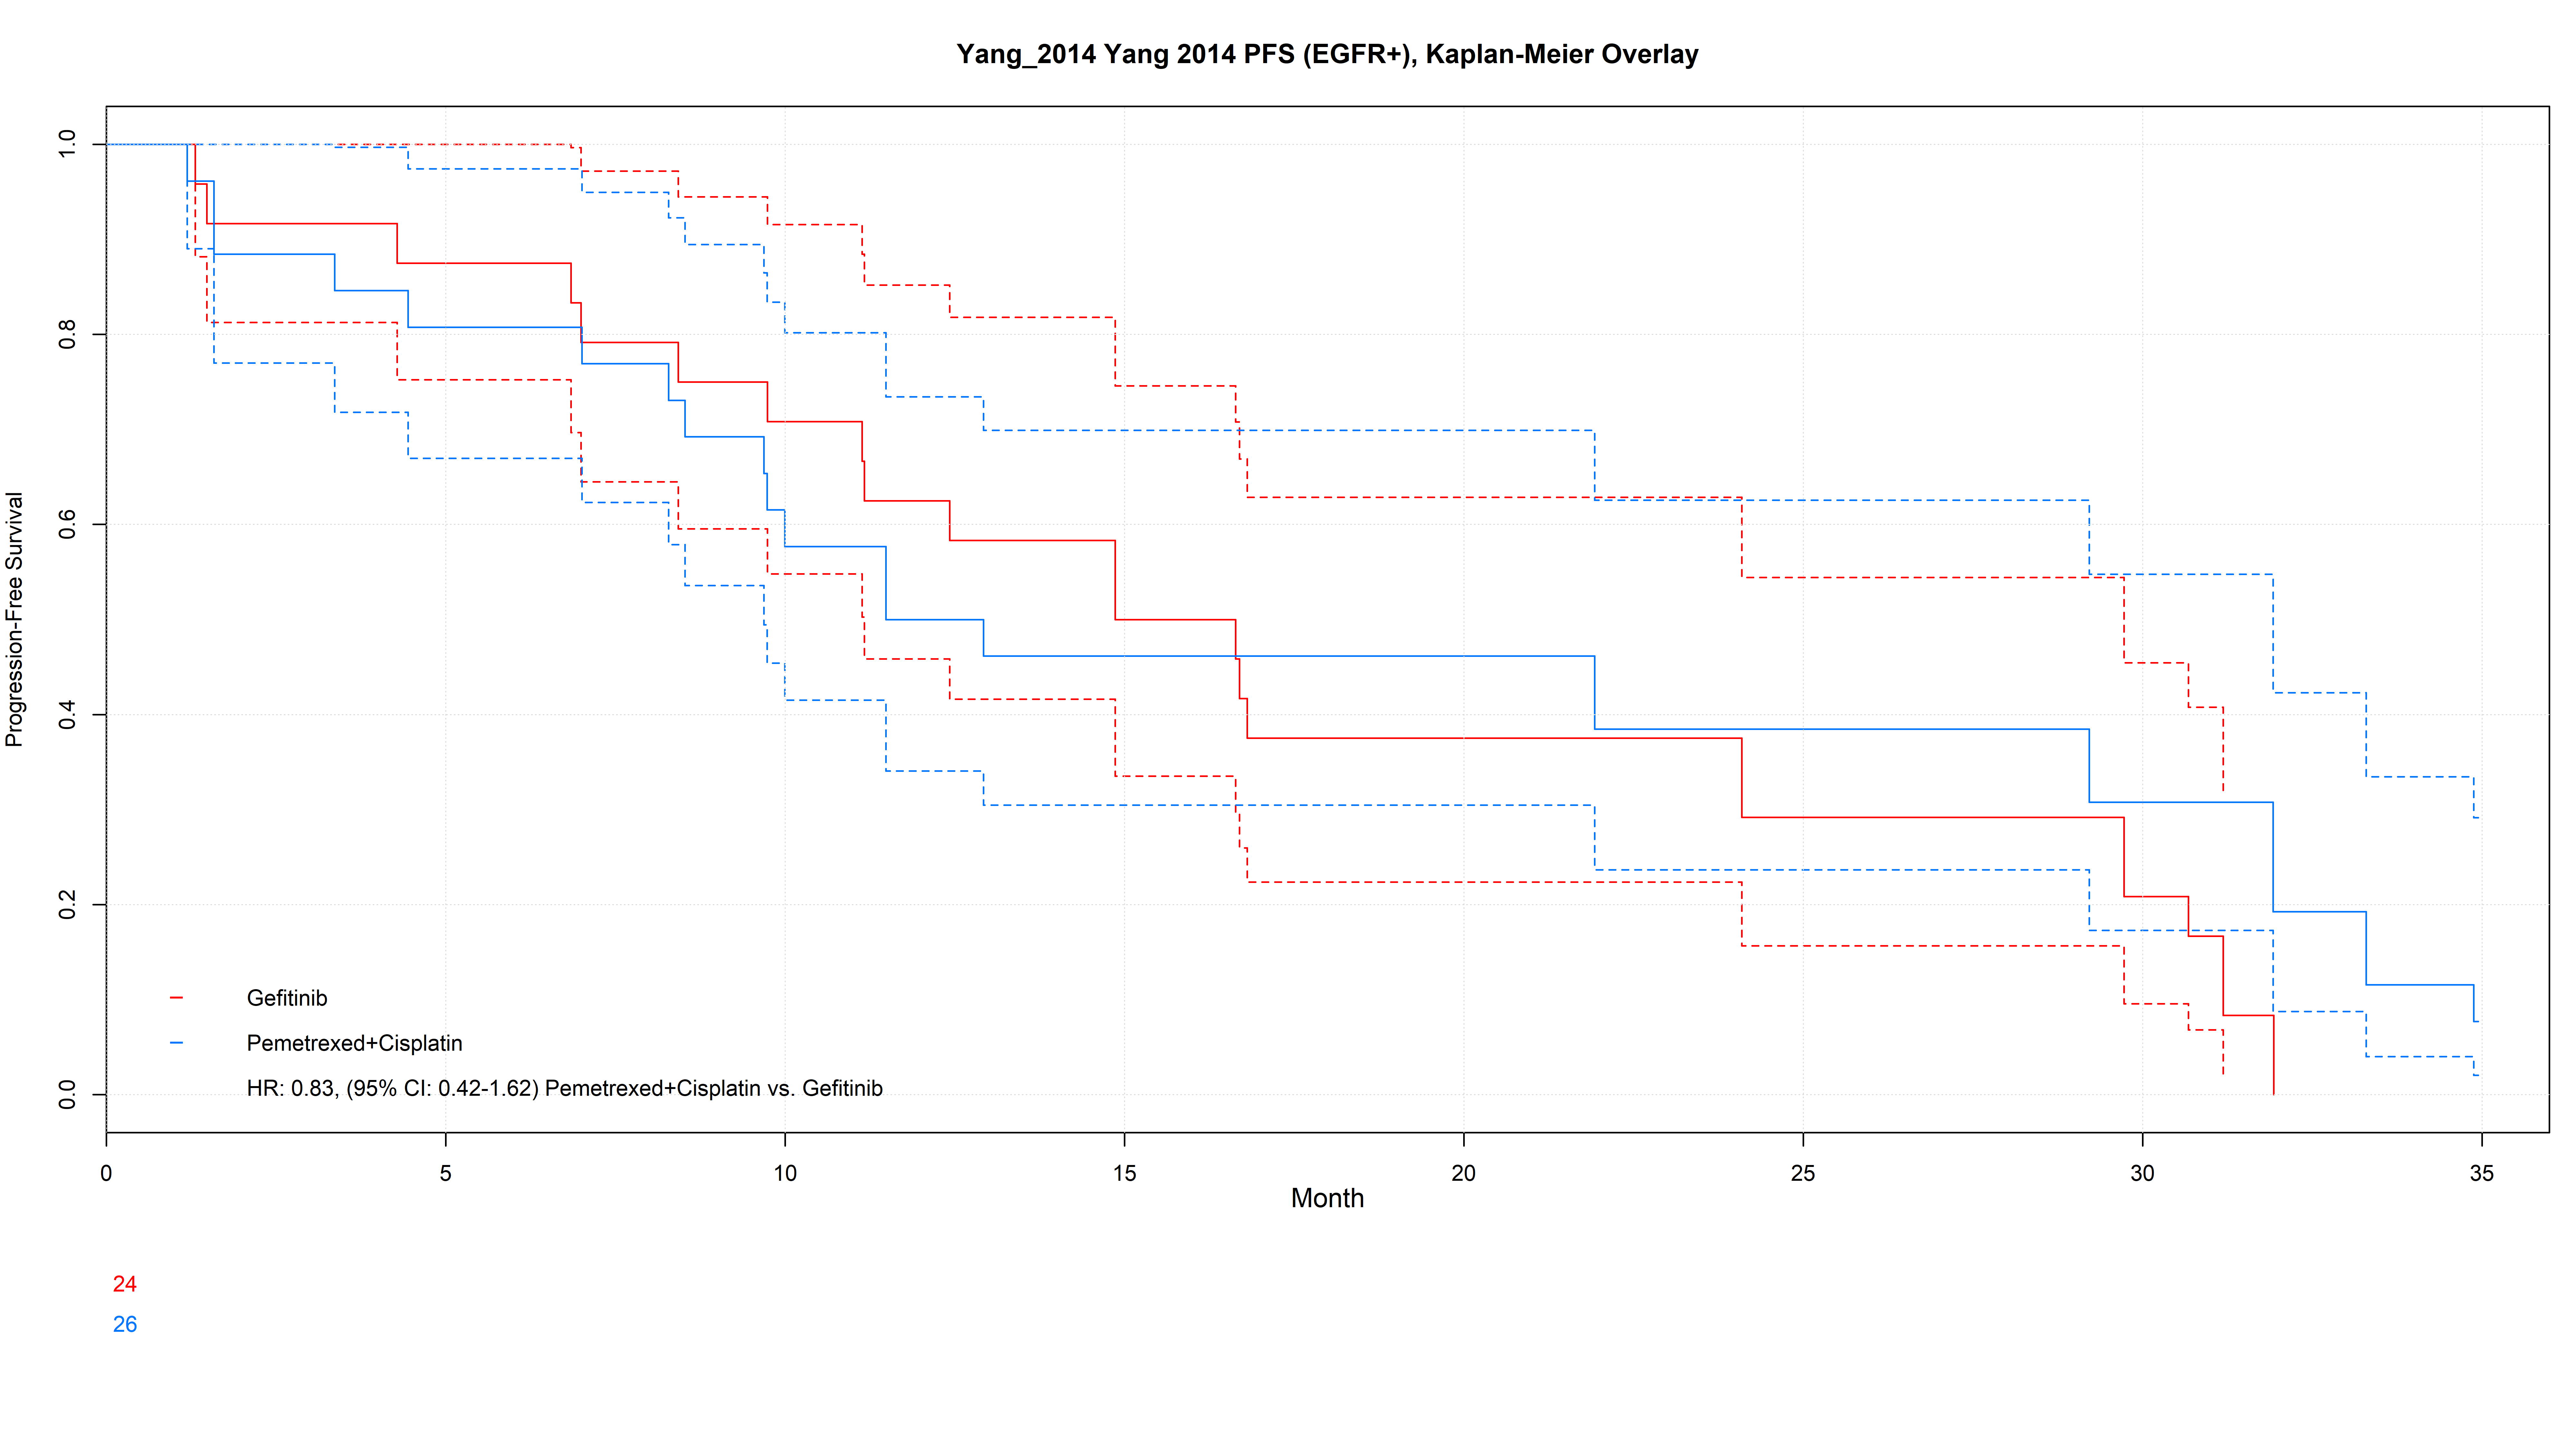 Yang_2014 Yang 2014 PFS (EGFR+), Kaplan-Meier Overlay
Progression-Free Survival
1.0
0.8
0.6
0.4
0.2
0.0
Gefitinib
Pemetrexed+Cisplatin
HR: 0.83, (95% CI: 0.42-1.62) Pemetrexed+Cisplatin vs. Gefitinib
0 5 10 15 20 25 30 35
Month
24
26